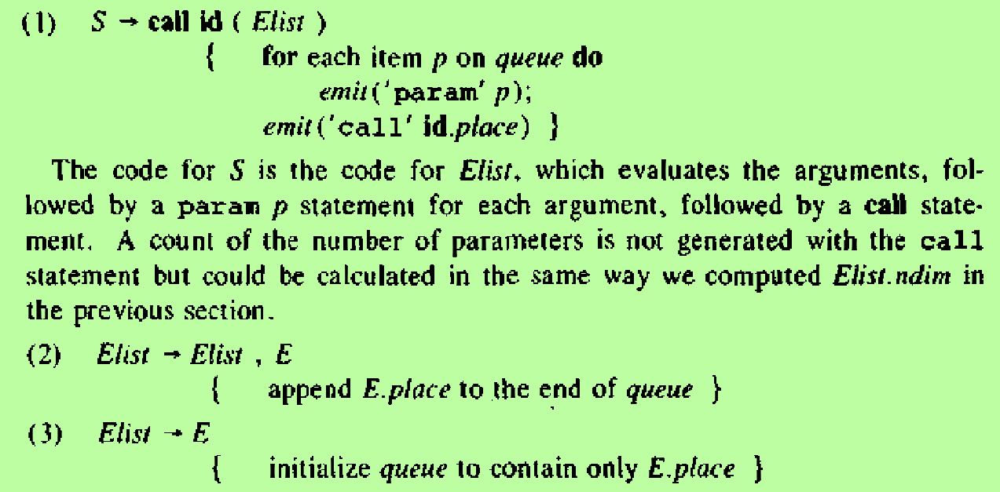 (1) S → call id ( Elist )
{ for each item p on queue do
emit('param' p);
emit('call' id.place) }
The code for S is the code for Elist, which evaluates the arguments, fol-
lowed by a param p statement for each argument, followed by a call state-
ment. A count of the number of parameters is not generated with the call
statement but could be calculated in the same way we computed Elist.ndim in
the previous section.
(2) Elist → Elist , E
{ append E.place to the end of queue }
(3) Elist → E
{ initialize queue to contain only E.place }